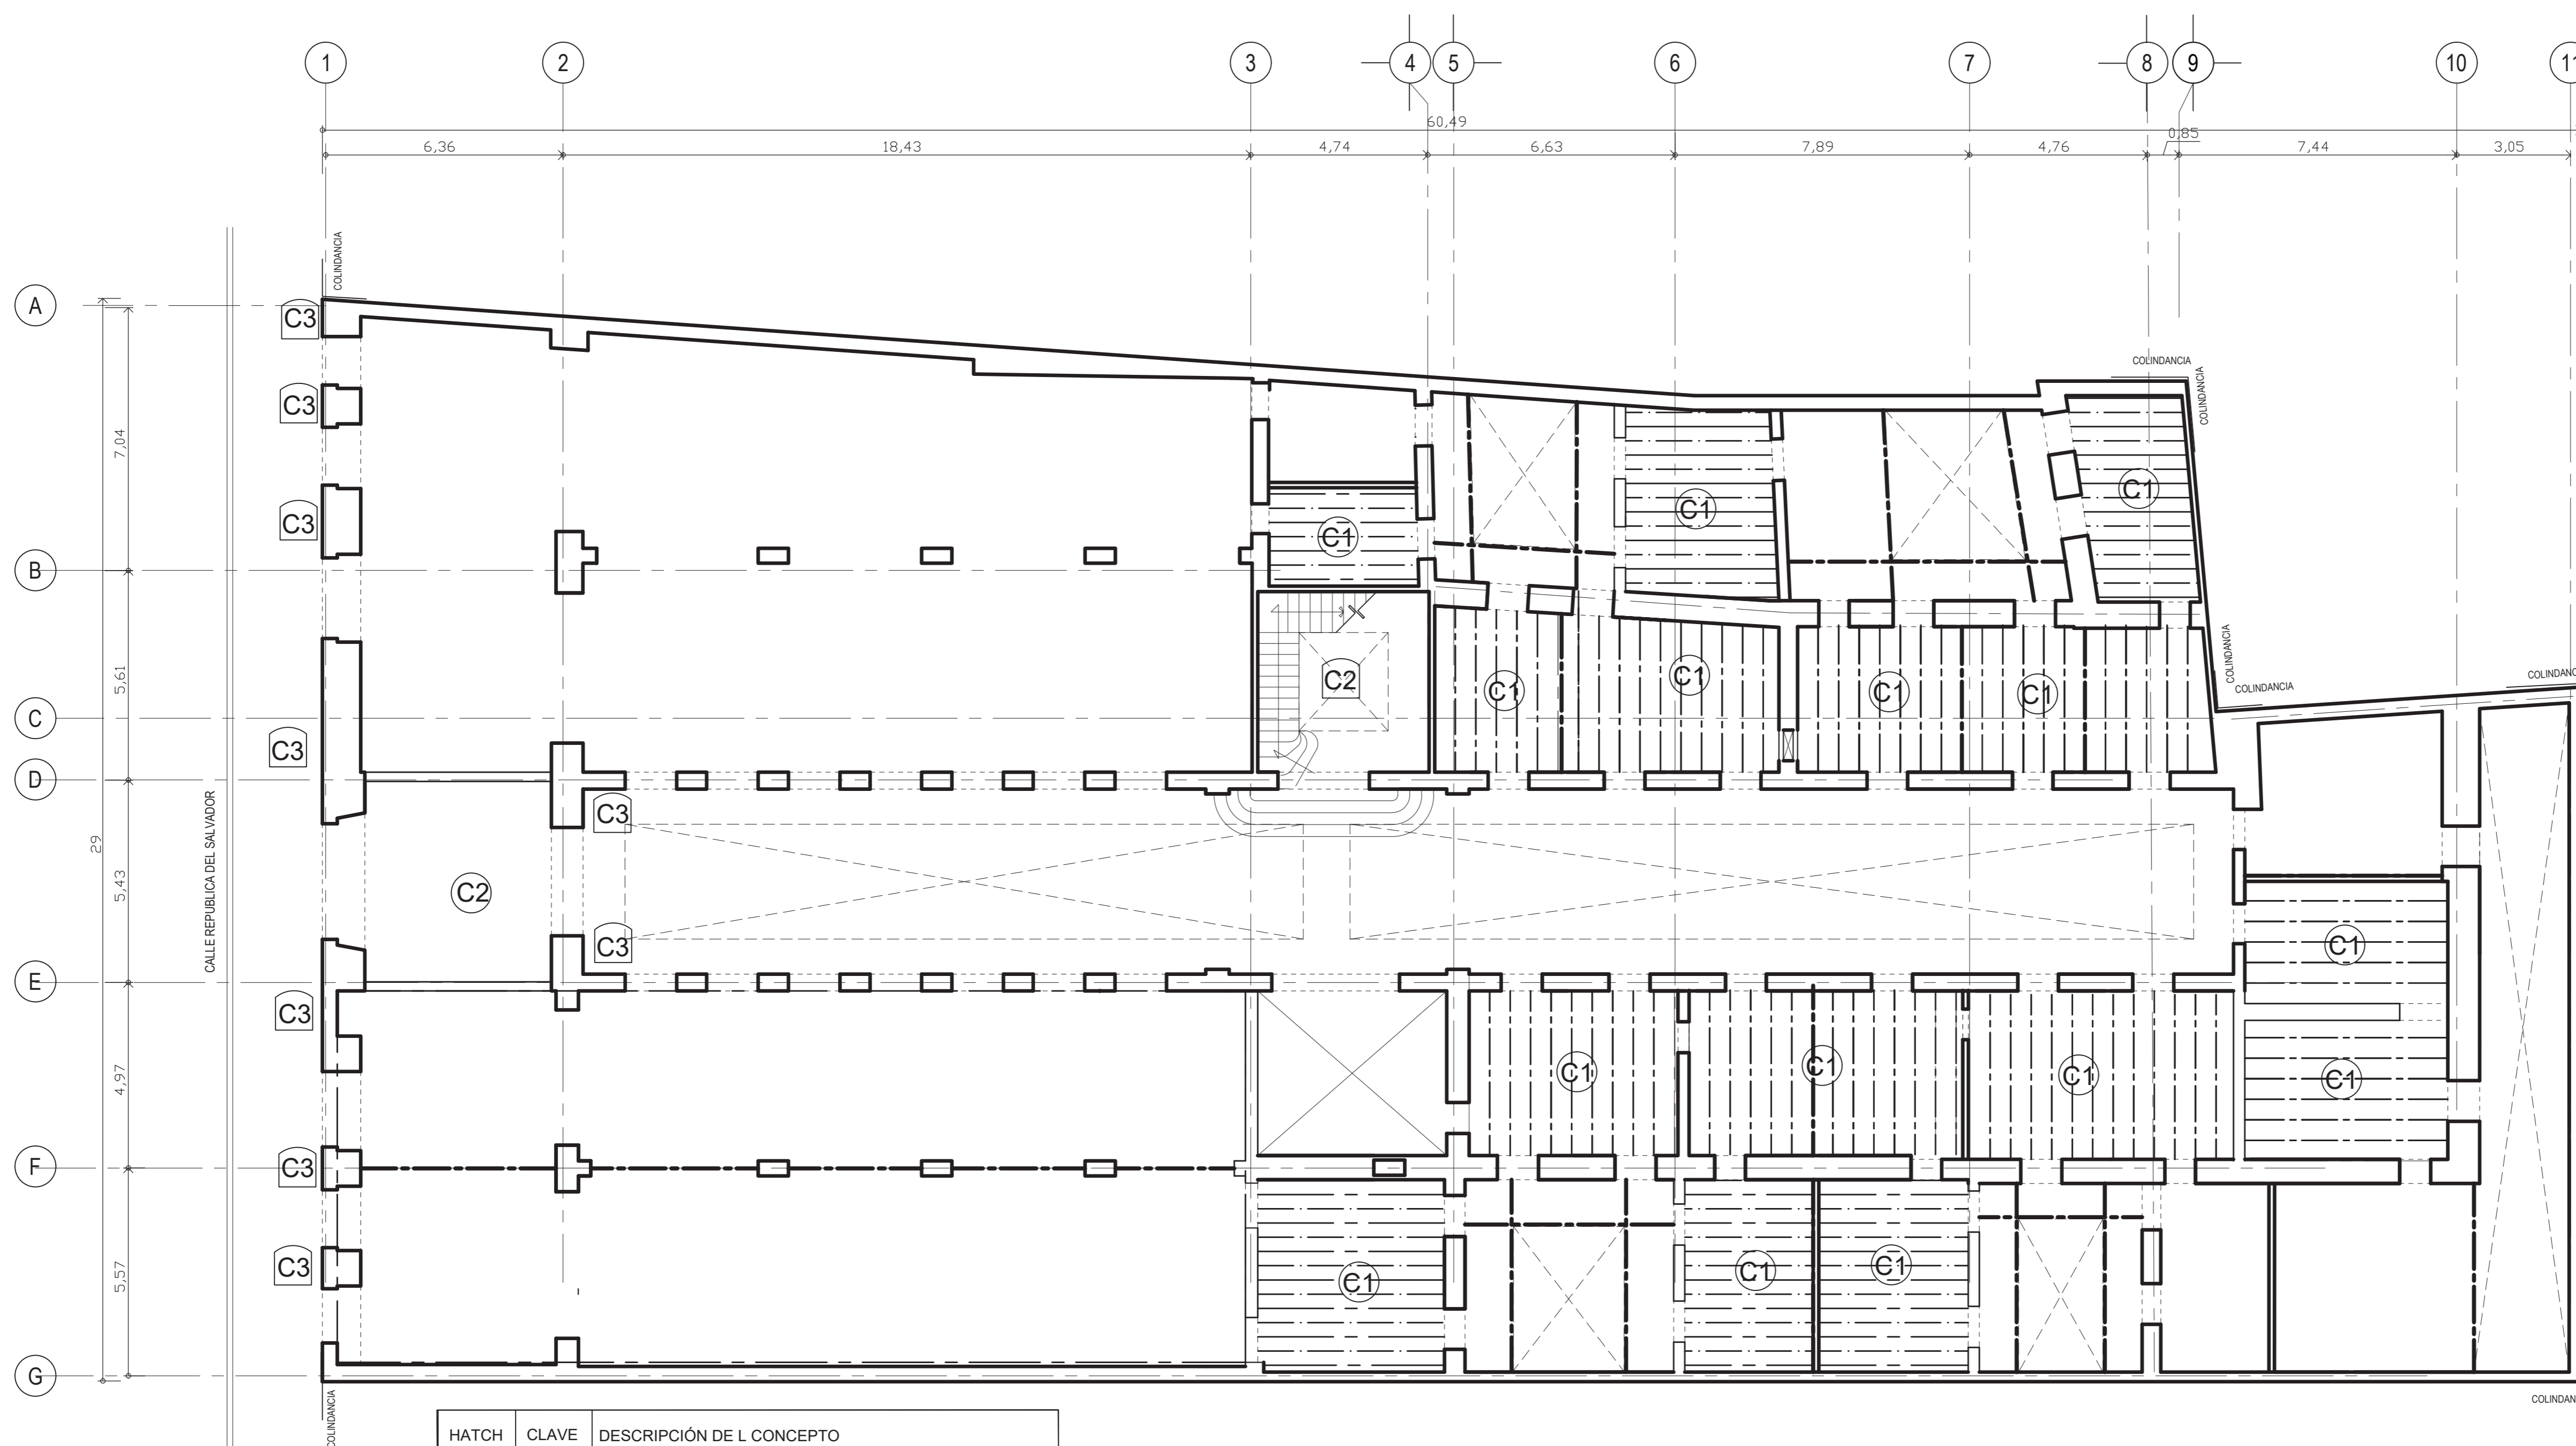 1 2 3 4 5 6 7 8 9 10
60,49
0,85
6,36 18,43 4,74 6,63 7,89 4,76 7,44 3,05
COLINDANCIA
A
C3
COLINDANCIA
COLINDANCIA
C3
7,04
C1
C1
C3
C1
B
COLINDANCIA
5,61
C2
C1
C1
C1
C1
COLINDANCIA
C
C3
D
C3
29
CALLE REPUBLICA DEL SALVADOR
5,43
C2
C3
C1
E
C3
4,97
C1
C1
C1
C1
F
C3
5,57
C3
C1
C1
C1
G
COLINDANCIA
HATCH CLAVE DESCRIPCIÓN DE L CONCEPTO